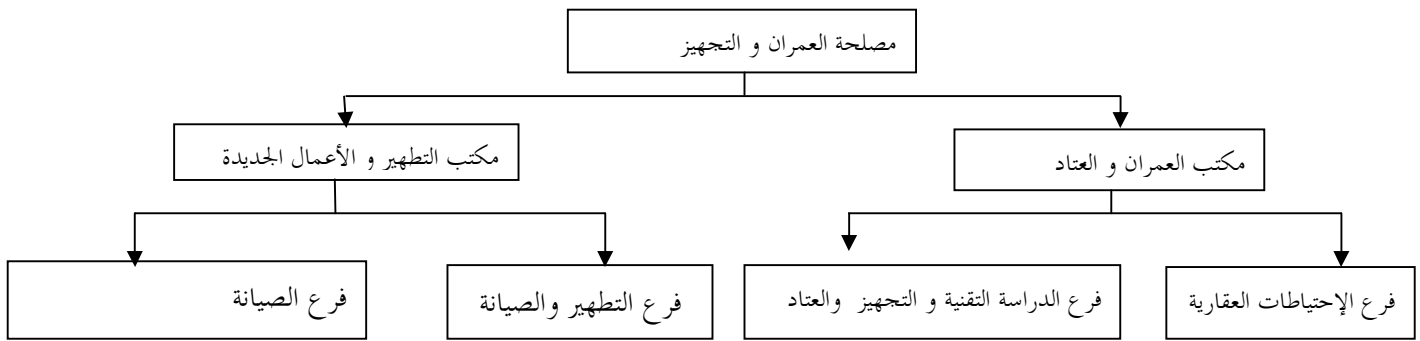 مصلحة العمران و التجهيز
مكتب العمران و العتاد
مكتب التطهير و الأعمال الجديدة
فرع الإحتياطات العقارية
فرع الدراسة التقنية و التجهيز والعتاد
فرع التطهير والصيانة
فرع الصيانة